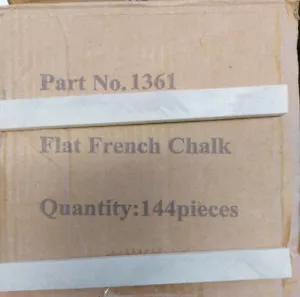 Part No.1361
Flat French Chalk
Quantity:144pieces